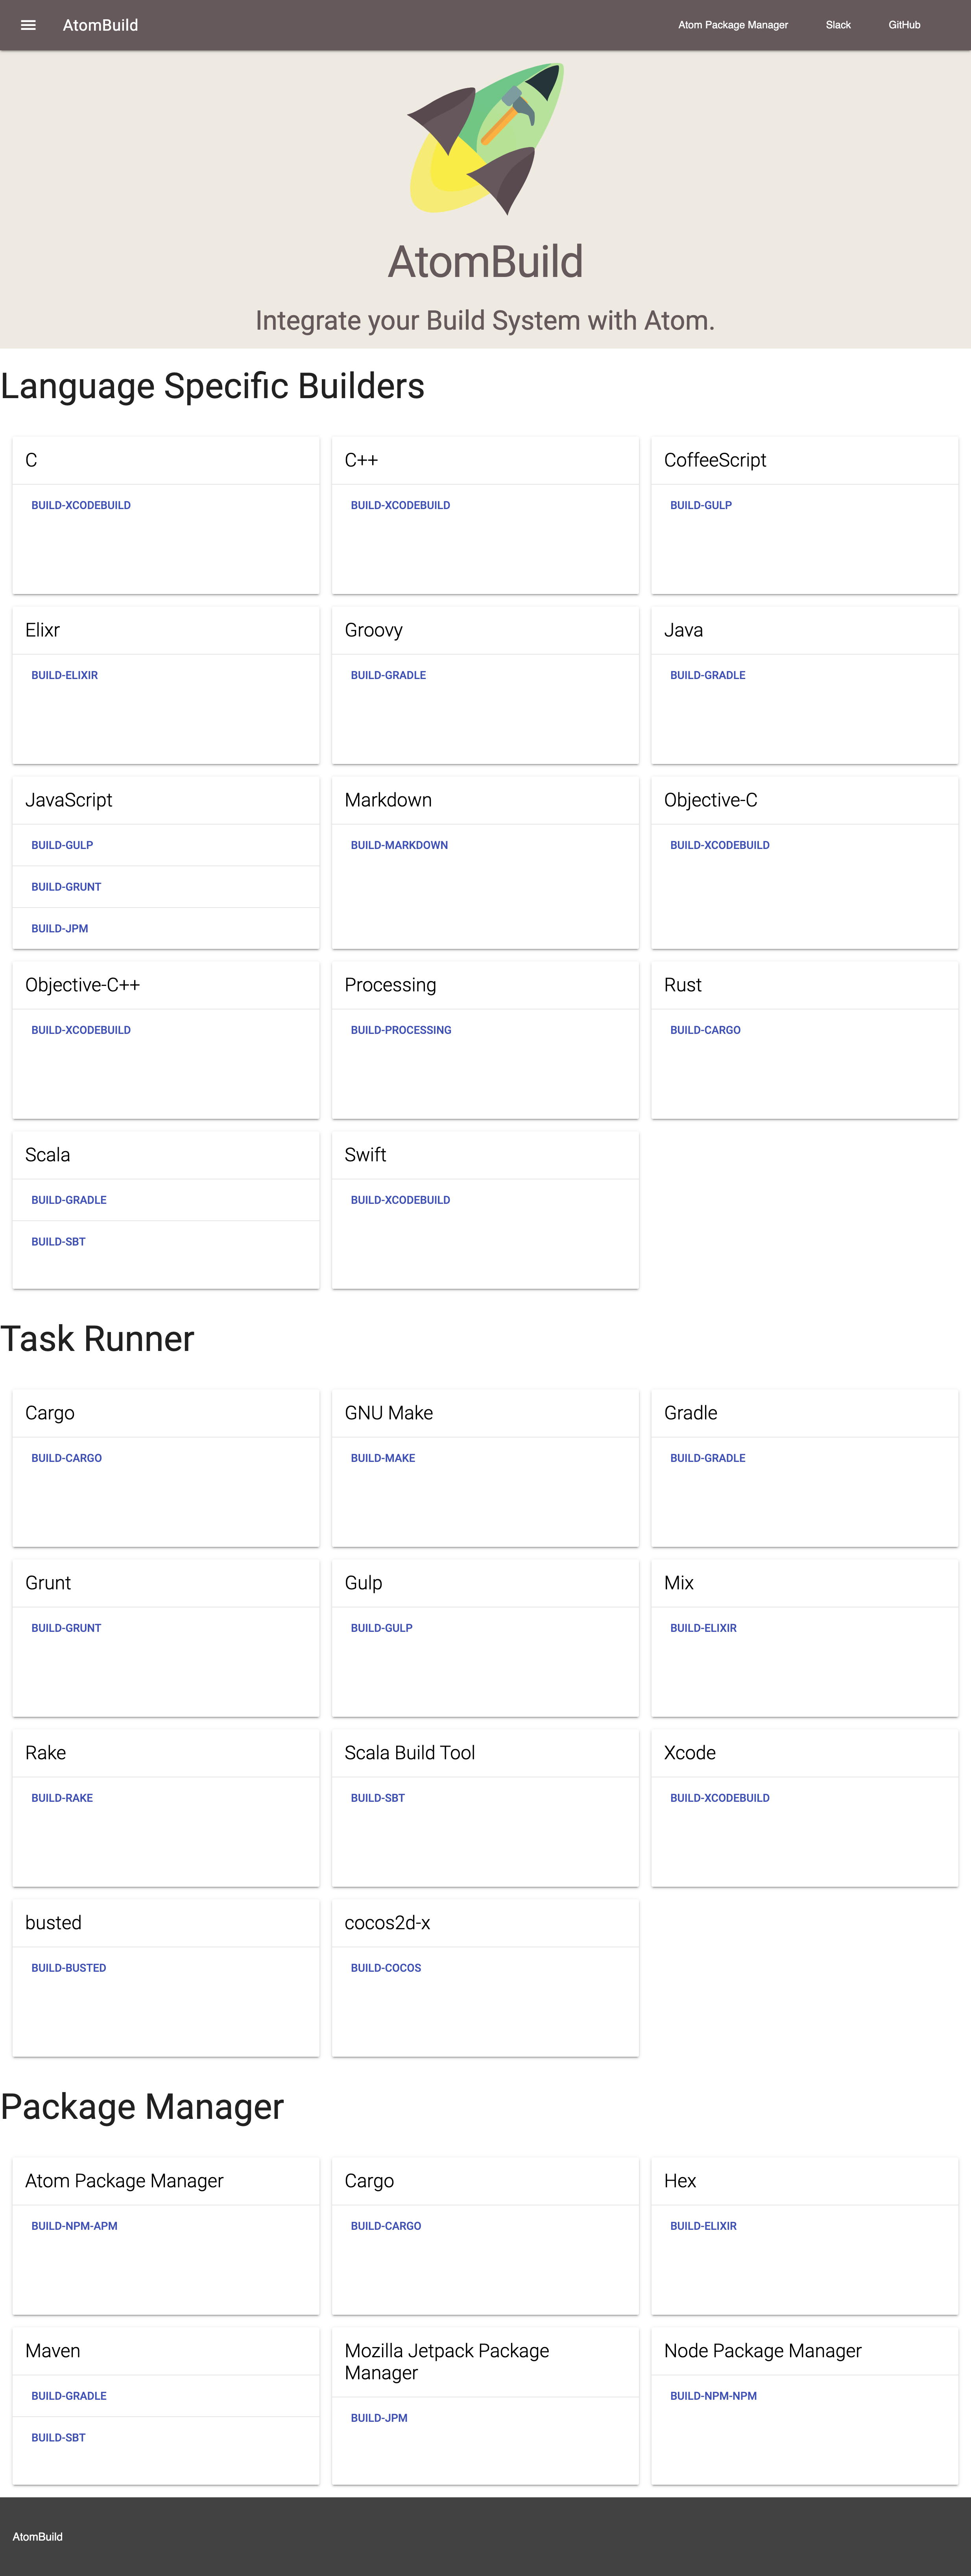 AtomBuild
Atom Package Manager
Slack
GitHub
AtomBuild
Integrate your Build System with Atom.
Language Specific Builders
C
BUILD-XCODEBUILD
C++
BUILD-XCODEBUILD
CoffeeScript
BUILD-GULP
Elixr
BUILD-ELIXIR
Groovy
BUILD-GRADLE
Java
BUILD-GRADLE
JavaScript
BUILD-GULP
BUILD-GRUNT
BUILD-JPM
Markdown
BUILD-MARKDOWN
Objective-C
BUILD-XCODEBUILD
Objective-C++
BUILD-XCODEBUILD
Processing
BUILD-PROCESSING
Rust
BUILD-CARGO
Scala
BUILD-GRADLE
BUILD-SBT
Swift
BUILD-XCODEBUILD
Task Runner
Cargo
BUILD-CARGO
GNU Make
BUILD-MAKE
Gradle
BUILD-GRADLE
Grunt
BUILD-GRUNT
Gulp
BUILD-GULP
Mix
BUILD-ELIXIR
Rake
BUILD-RAKE
Scala Build Tool
BUILD-SBT
Xcode
BUILD-XCODEBUILD
busted
BUILD-BUSTED
cocos2d-x
BUILD-COCOS
Package Manager
Atom Package Manager
BUILD-NPM-APM
Cargo
BUILD-CARGO
Hex
BUILD-ELIXIR
Maven
BUILD-GRADLE
BUILD-SBT
Mozilla Jetpack Package
Manager
BUILD-JPM
Node Package Manager
BUILD-NPM-NPM
AtomBuild